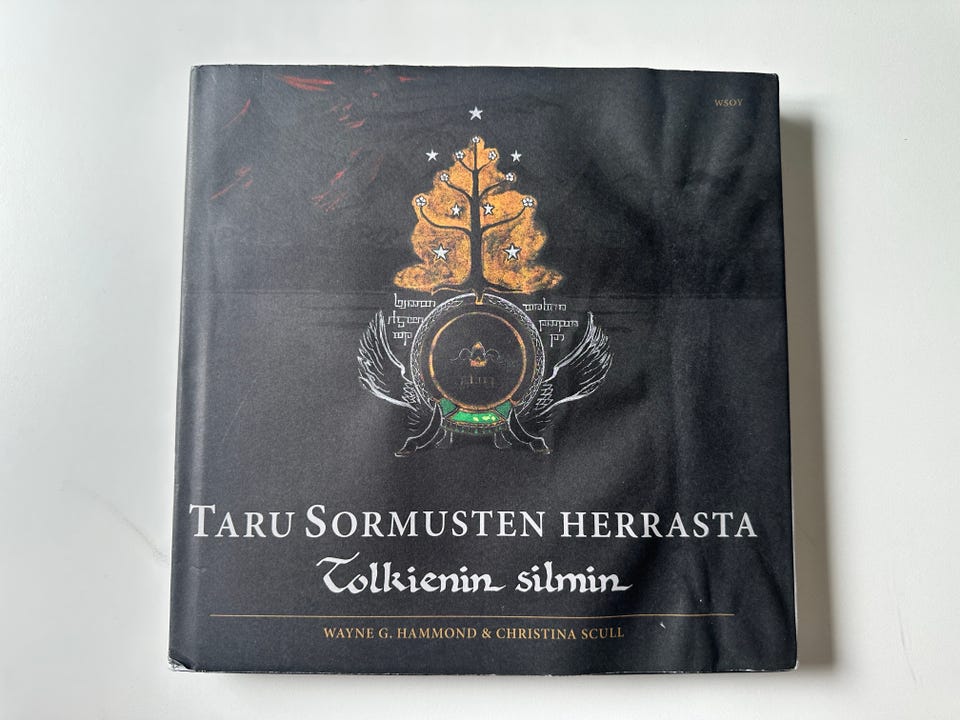 WSOY
TARU SORMUSTEN HERRASTA
Tolkienin silmin
WAYNE G. HAMMOND & CHRISTINA SCULL